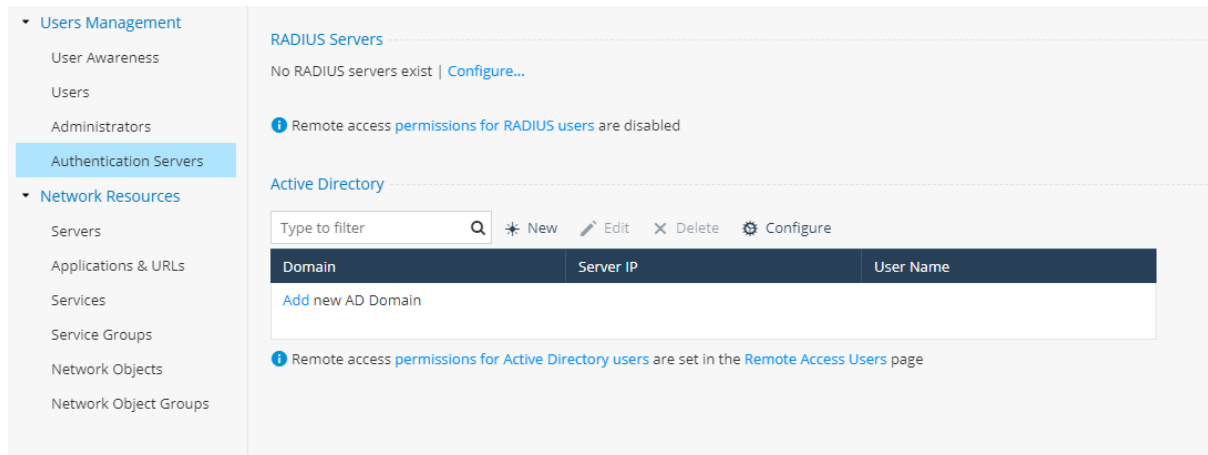 Users Management
User Awareness
Users
Administrators
Authentication Servers
Network Resources
Servers
Applications & URLs
Services
Service Groups
Network Objects
Network Object Groups
RADIUS Servers
No RADIUS servers exist | Configure...
Remote access permissions for RADIUS users are disabled
Active Directory
Type to filter New Edit Delete Configure
Domain Server IP User Name
Add new AD Domain
Remote access permissions for Active Directory users are set in the Remote Access Users page